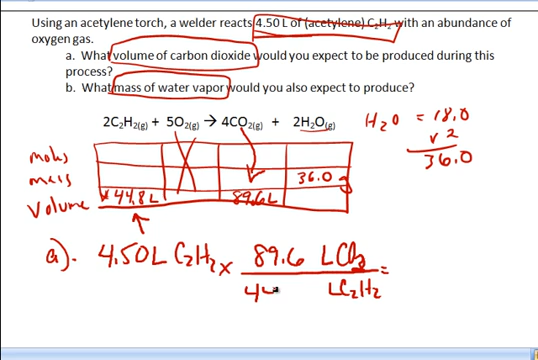 Using an acetylene torch, a welder reacts 4.50 L of (acetylene) C₂H₂ with an abundance of
oxygen gas.
a. What volume of carbon dioxide would you expect to be produced during this
process?
b. What mass of water vapor would you also expect to produce?
2C₂H₂(g) + 5O₂(g) → 4CO₂(g) + 2H₂O(g)
H₂O = 18.0
x 2
36.0
moles
mass 36.0 g
Volume 44.8 L 89.6 L
a). 4.50 L C₂H₂ x 89.6 L CO₂ =
44 L C₂H₂